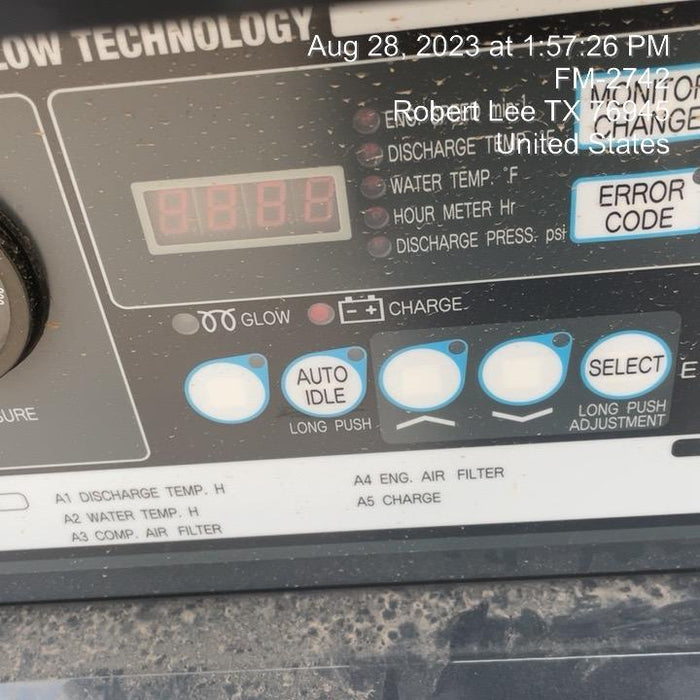 LOW TECHNOLOGY
Aug 28, 2023 at 1:57:26 PM
FM-2742
Robert Lee TX 76945
United States
MONITOR
CHANGE
ENG.
DISCHARGE TEMP. °F
WATER TEMP. °F
HOUR METER Hr
DISCHARGE PRESS. psi
ERROR
CODE
GLOW
- +
CHARGE
AUTO
IDLE
LONG PUSH
SELECT
LONG PUSH
ADJUSTMENT
E
SURE
A1 DISCHARGE TEMP. H
A2 WATER TEMP. H
A3 COMP. AIR FILTER
A4 ENG. AIR FILTER
A5 CHARGE